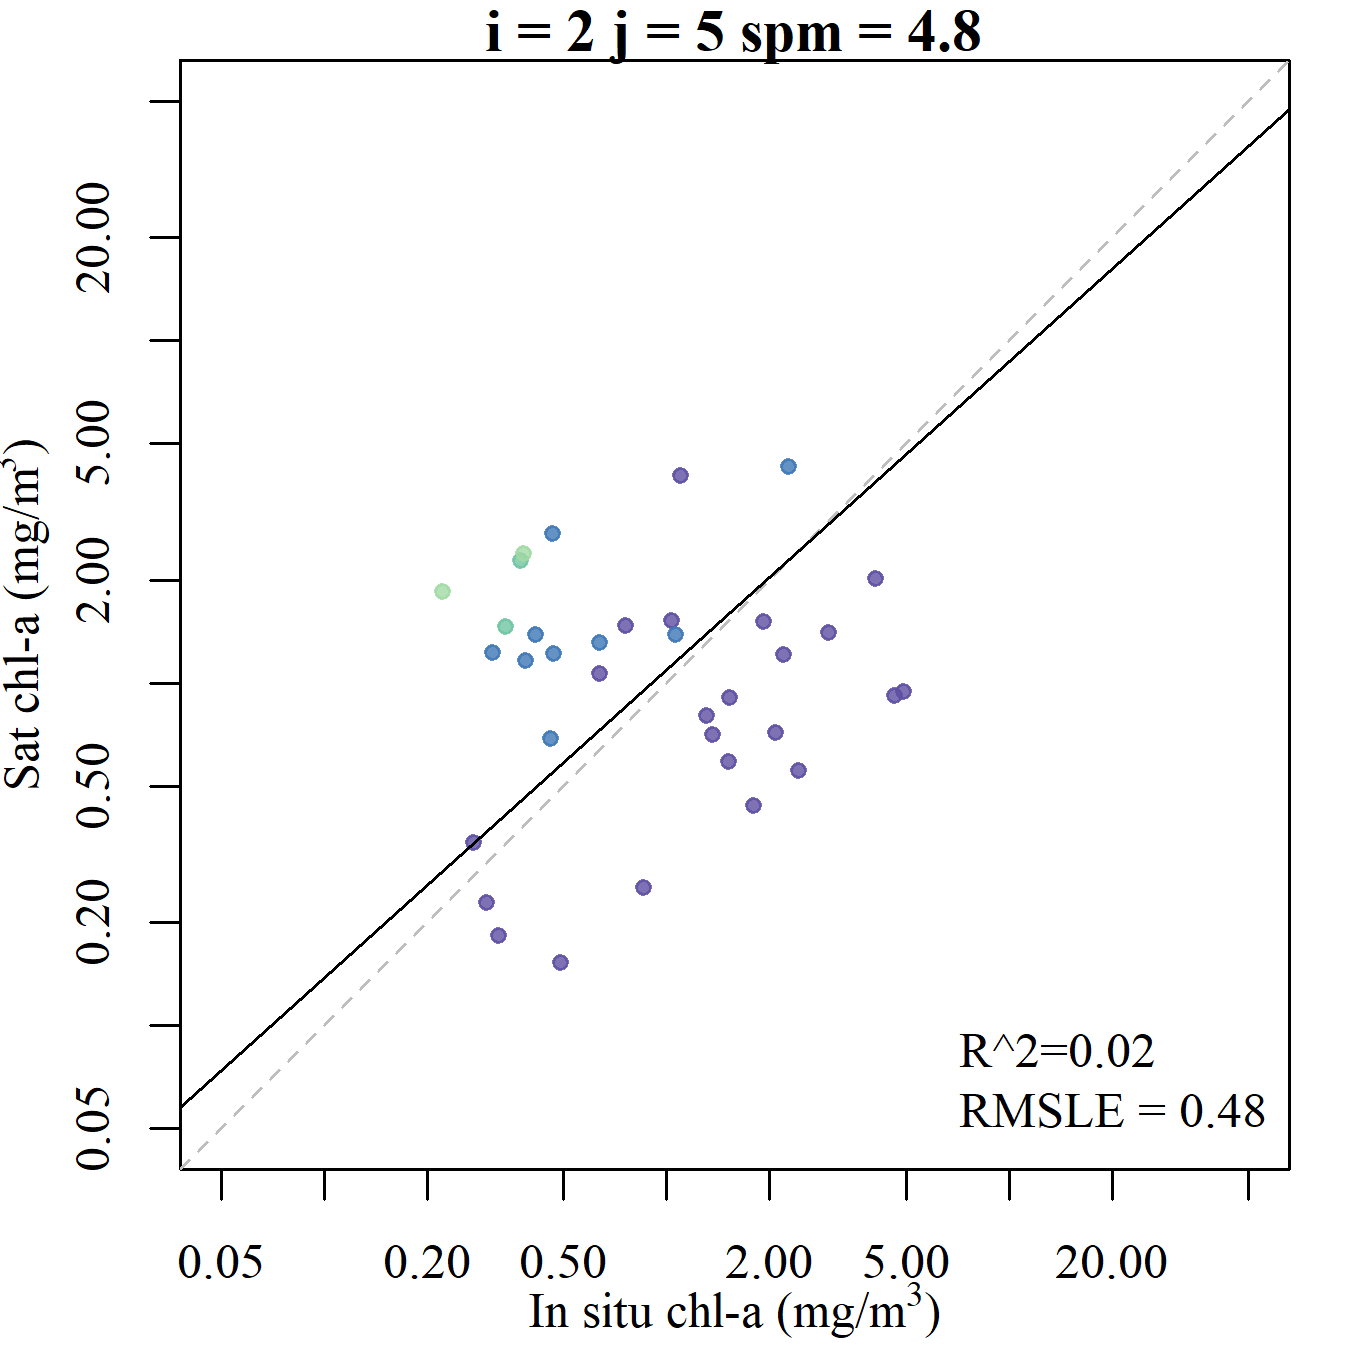 i = 2 j = 5 spm = 4.8
Sat chl-a (mg/m³)
20.00
5.00
2.00
0.50
0.20
0.05
R^2=0.02
RMSLE = 0.48
0.05 0.20 0.50 2.00 5.00 20.00
In situ chl-a (mg/m³)